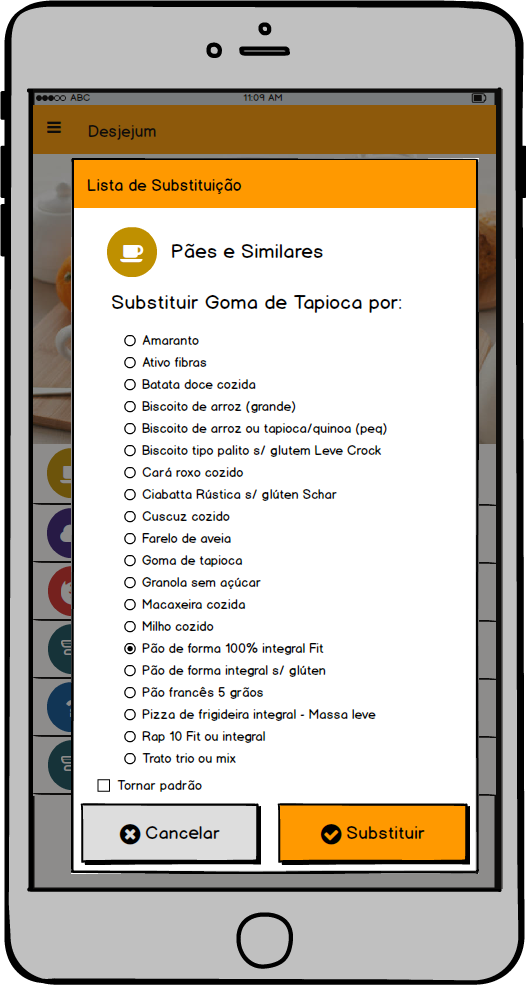 ABC 11:09 AM
Desjejum
Lista de Substituição
Pães e Similares
Substituir Goma de Tapioca por:
Amaranto
Ativo fibras
Batata doce cozida
Biscoito de arroz (grande)
Biscoito de arroz ou tapioca/quinoa (peq)
Biscoito tipo palito s/ glutem Leve Crock
Cará roxo cozido
Ciabatta Rústica s/ glúten Schar
Cuscuz cozido
Farelo de aveia
Goma de tapioca
Granola sem açúcar
Macaxeira cozida
Milho cozido
Pão de forma 100% integral Fit
Pão de forma integral s/ glúten
Pão francês 5 grãos
Pizza de frigideira integral - Massa leve
Rap 10 Fit ou integral
Trato trio ou mix
Tornar padrão
Cancelar Substituir